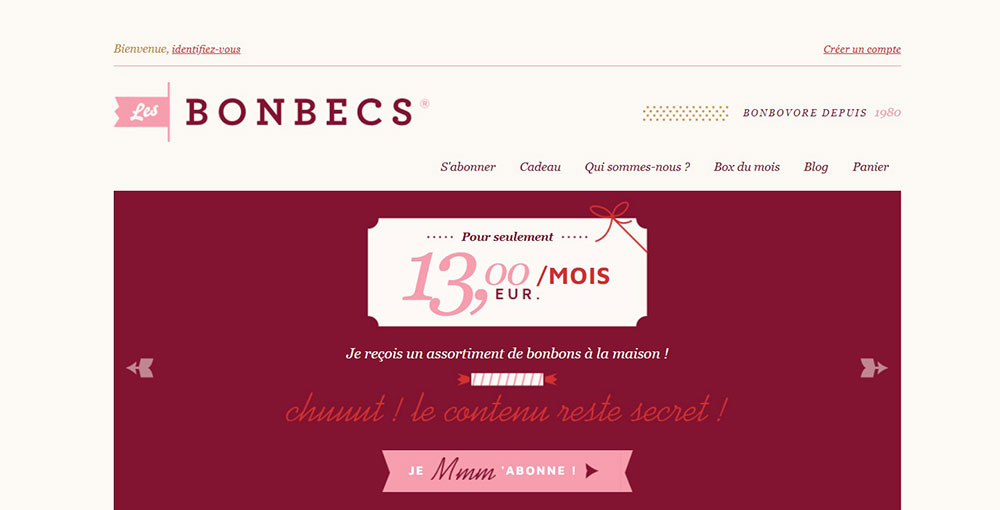 Bienvenue, identifiez-vous
Créer un compte
Les BONBECS®
BONBOVORE DEPUIS 1980
S'abonner Cadeau Qui sommes-nous ? Box du mois Blog Panier
Pour seulement
13,00 EUR. /MOIS
Je reçois un assortiment de bonbons à la maison !
chuuut ! le contenu reste secret !
JE Mmm 'ABONNE !